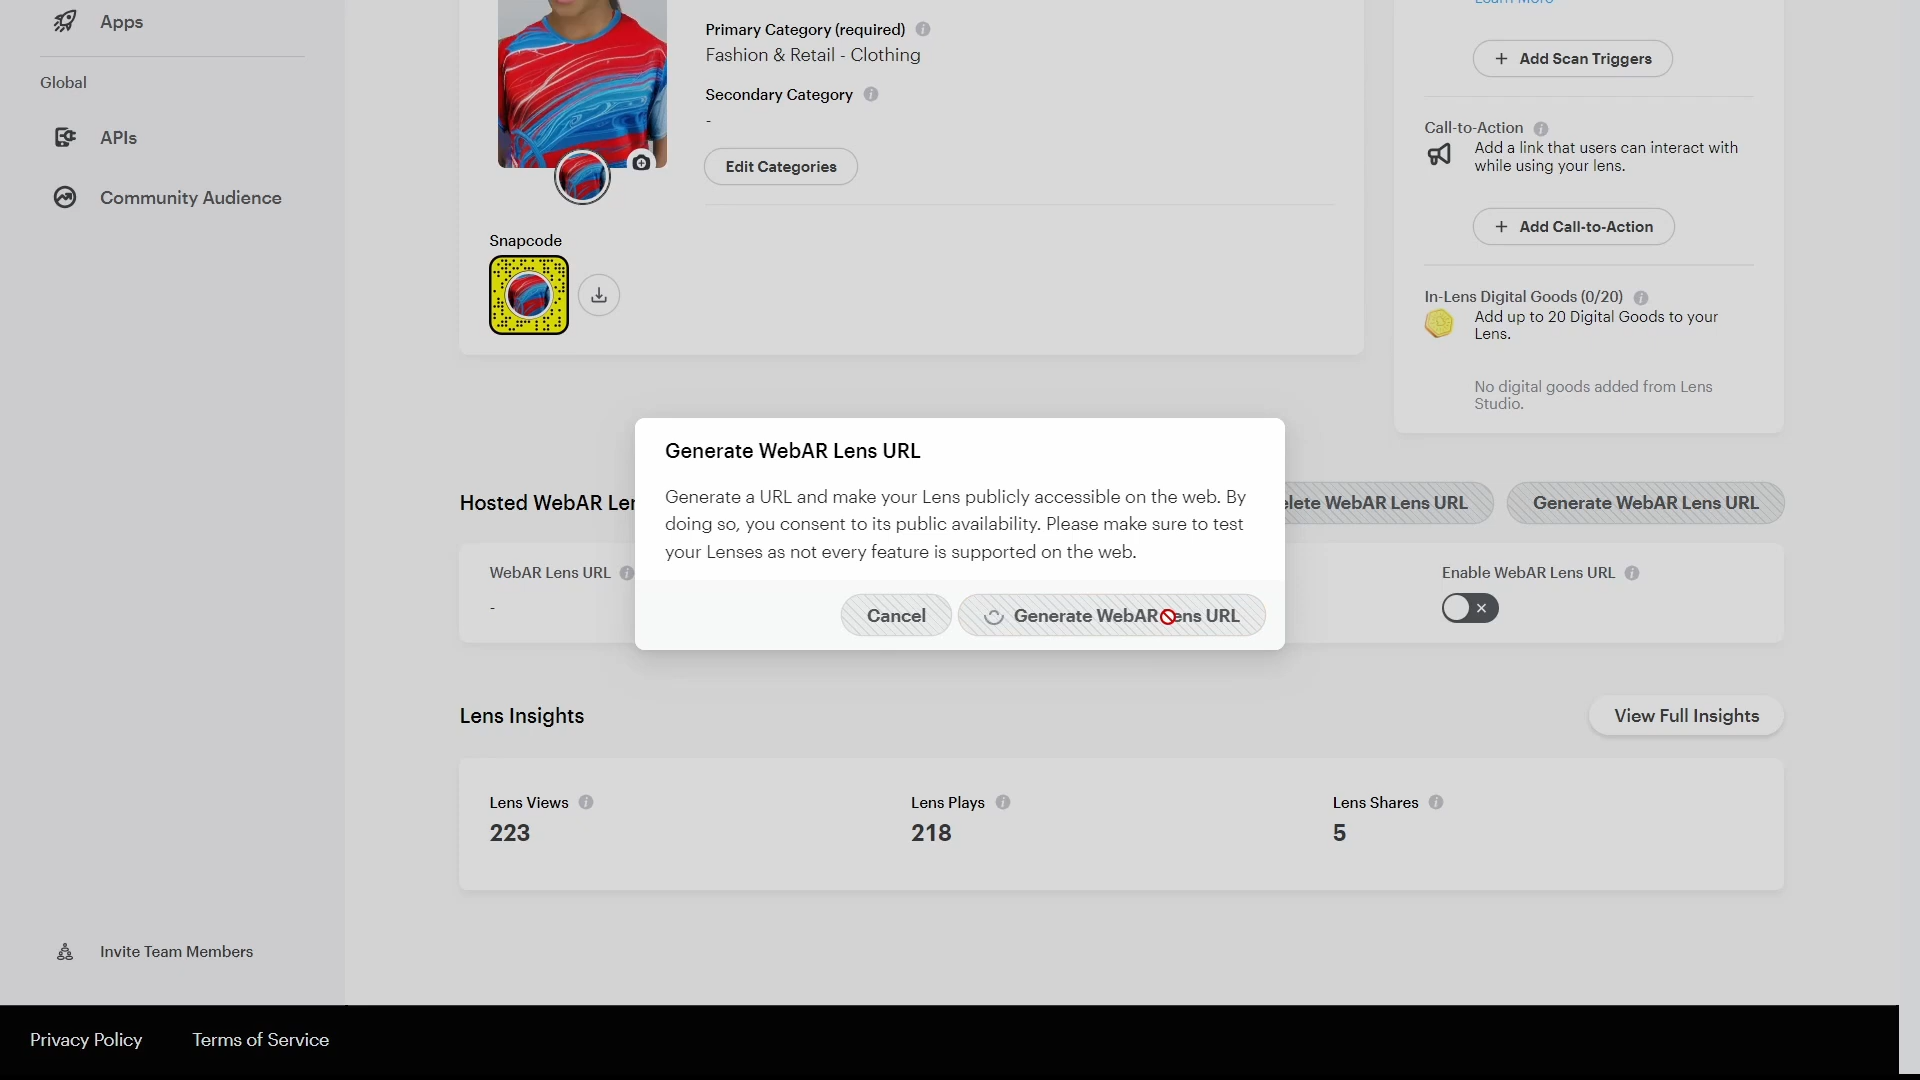 Apps
Global
APIs
Community Audience
Invite Team Members
Primary Category (required)
Fashion & Retail - Clothing
Secondary Category
-
Edit Categories
Snapcode
+ Add Scan Triggers
Call-to-Action
Add a link that users can interact with
while using your lens.
+ Add Call-to-Action
In-Lens Digital Goods (0/20)
Add up to 20 Digital Goods to your
Lens.
No digital goods added from Lens
Studio.
Generate WebAR Lens URL
Generate a URL and make your Lens publicly accessible on the web. By
doing so, you consent to its public availability. Please make sure to test
your Lenses as not every feature is supported on the web.
Cancel
Generate WebAR Lens URL
Hosted WebAR
WebAR Lens URL
Generate WebAR Lens URL
WebAR Lens URL
-
Enable WebAR Lens URL
Lens Insights
View Full Insights
Lens Views
223
Lens Plays
218
Lens Shares
5
Privacy Policy
Terms of Service